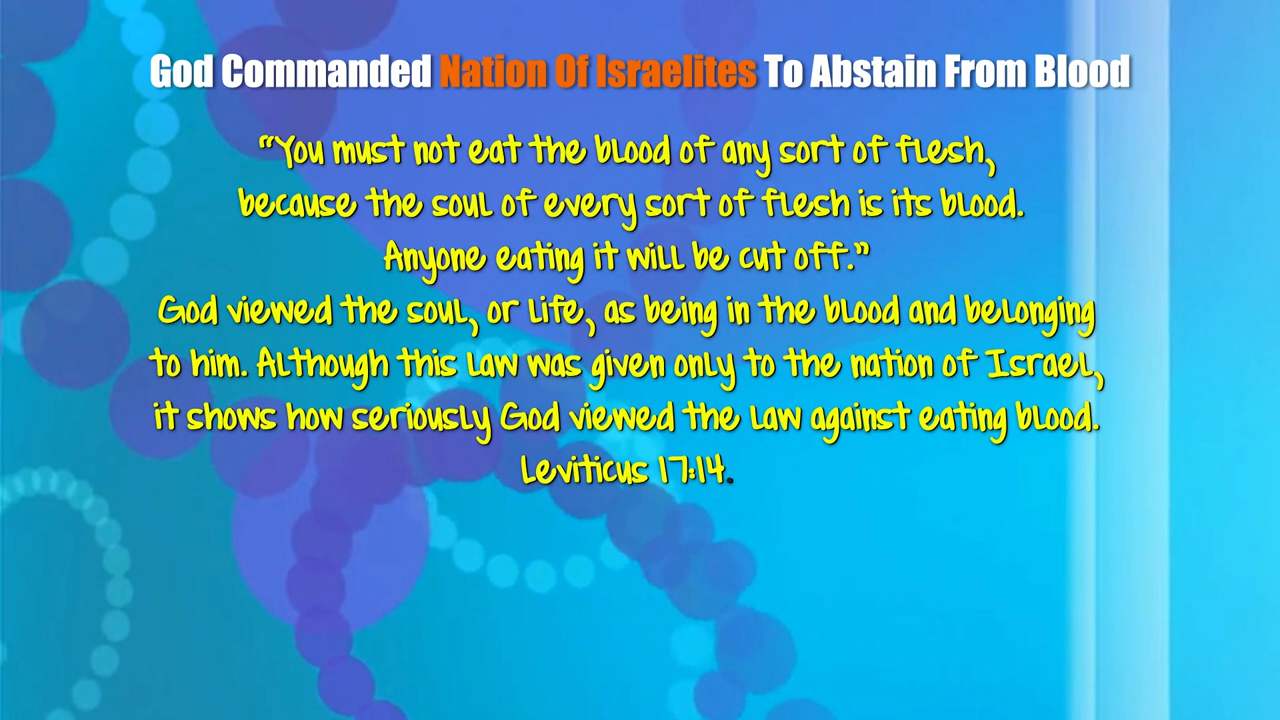 God Commanded Nation Of Israelites To Abstain From Blood
“You must not eat the blood of any sort of flesh,
because the soul of every sort of flesh is its blood.
Anyone eating it will be cut off.”
God viewed the soul, or life, as being in the blood and belonging
to him. Although this law was given only to the nation of Israel,
it shows how seriously God viewed the law against eating blood.
Leviticus 17:14.